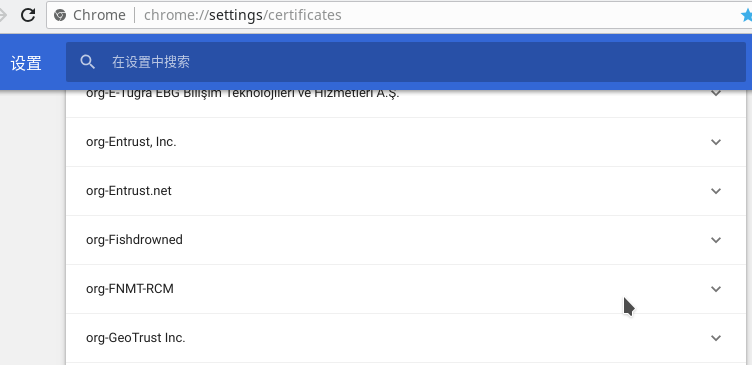 Chrome | chrome://settings/certificates
设置 在设置中搜索
org-E-Tuğra EBG Bilişim Teknolojileri ve Hizmetleri A.Ş.
org-Entrust, Inc.
org-Entrust.net
org-Fishdrowned
org-FNMT-RCM
org-GeoTrust Inc.